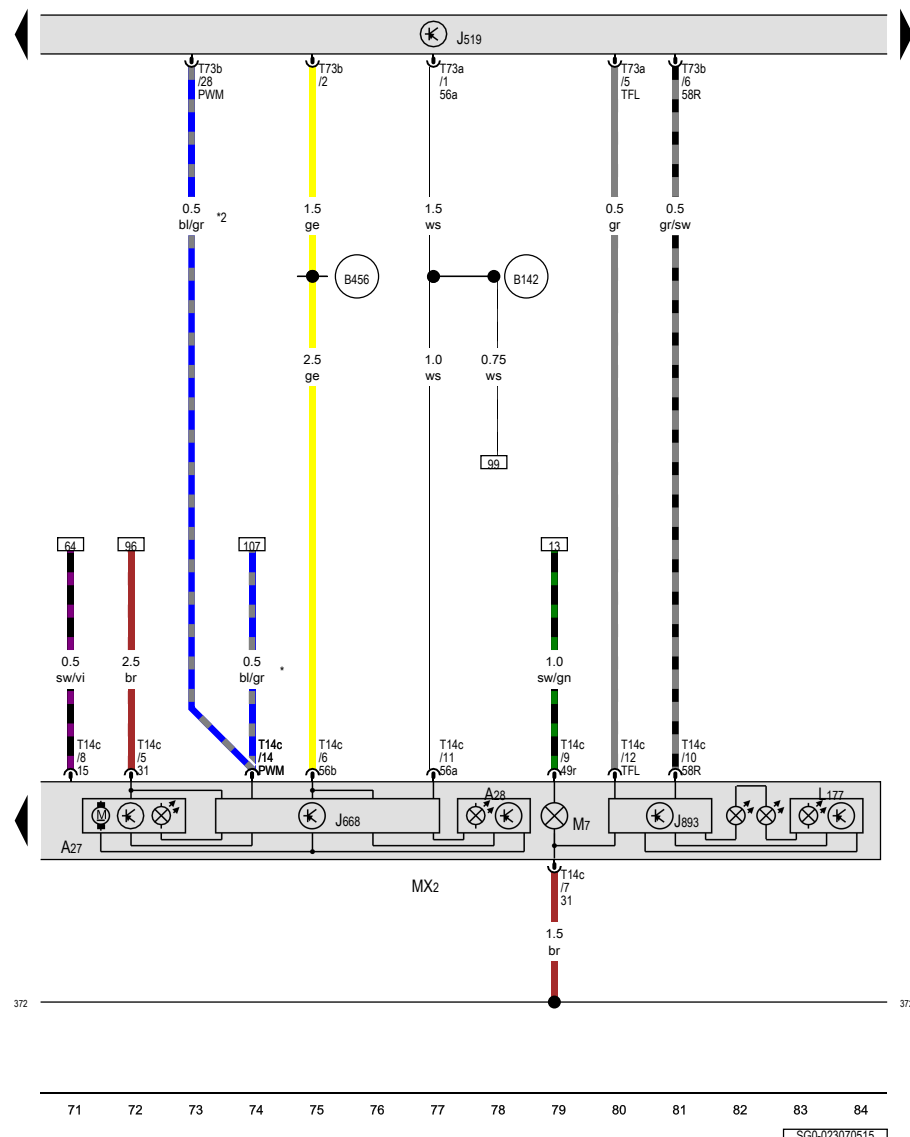 J519
T73b
/28
PWM
T73b
/2
T73a
/1
56a
T73a
/5
TFL
T73b
/6
58R
0.5
bl/gr
*2
1.5
ge
1.5
ws
0.5
gr
0.5
gr/sw
B456
B142
2.5
ge
1.0
ws
0.75
ws
99
64
96
107
13
0.5
sw/vi
2.5
br
0.5
bl/gr
*
1.0
sw/gn
T14c
/8
15
T14c
/5
31
T14c
/14
PWM
T14c
/6
56b
T14c
/11
56a
T14c
/9
49r
T14c
/12
TFL
T14c
/10
58R
A28
L177
M
J668
M7
J893
A27
MX2
T14c
/7
31
1.5
br
372
71 72 73 74 75 76 77 78 79 80 81 82 83 84
SG0-023070515